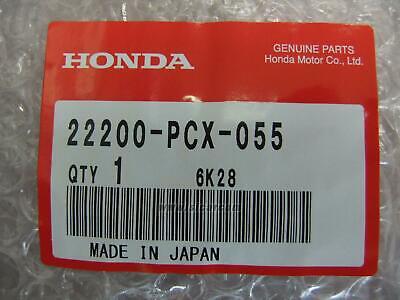 HONDA
GENUINE PARTS
Honda Motor Co., Ltd.
22200-PCX-055
QTY 1 6K28
MADE IN JAPAN